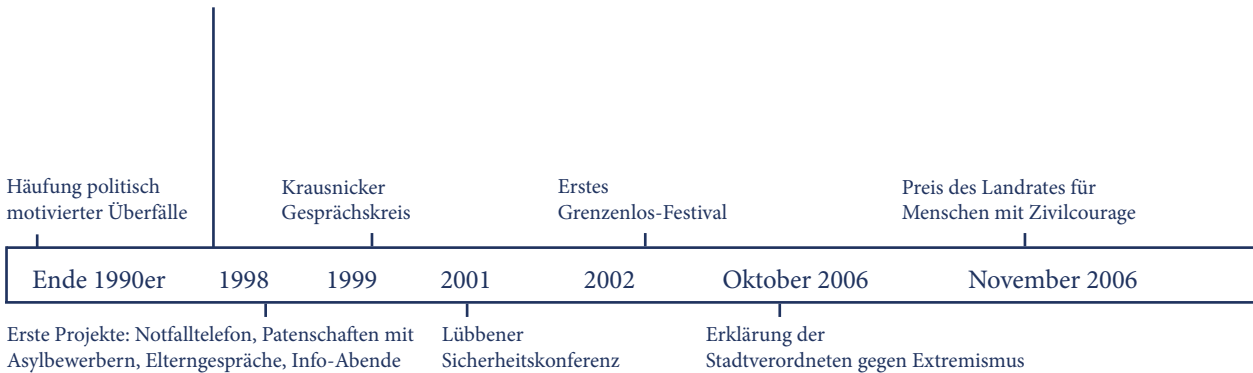 Häufung politisch
motivierter Überfälle
Krausnicker
Gesprächskreis
Erstes
Grenzenlos-Festival
Preis des Landrates für
Menschen mit Zivilcourage
Ende 1990er 1998 1999 2001 2002 Oktober 2006 November 2006
Erste Projekte: Notfalltelefon, Patenschaften mit
Asylbewerbern, Elterngespräche, Info-Abende
Lübbener
Sicherheitskonferenz
Erklärung der
Stadtverordneten gegen Extremismus